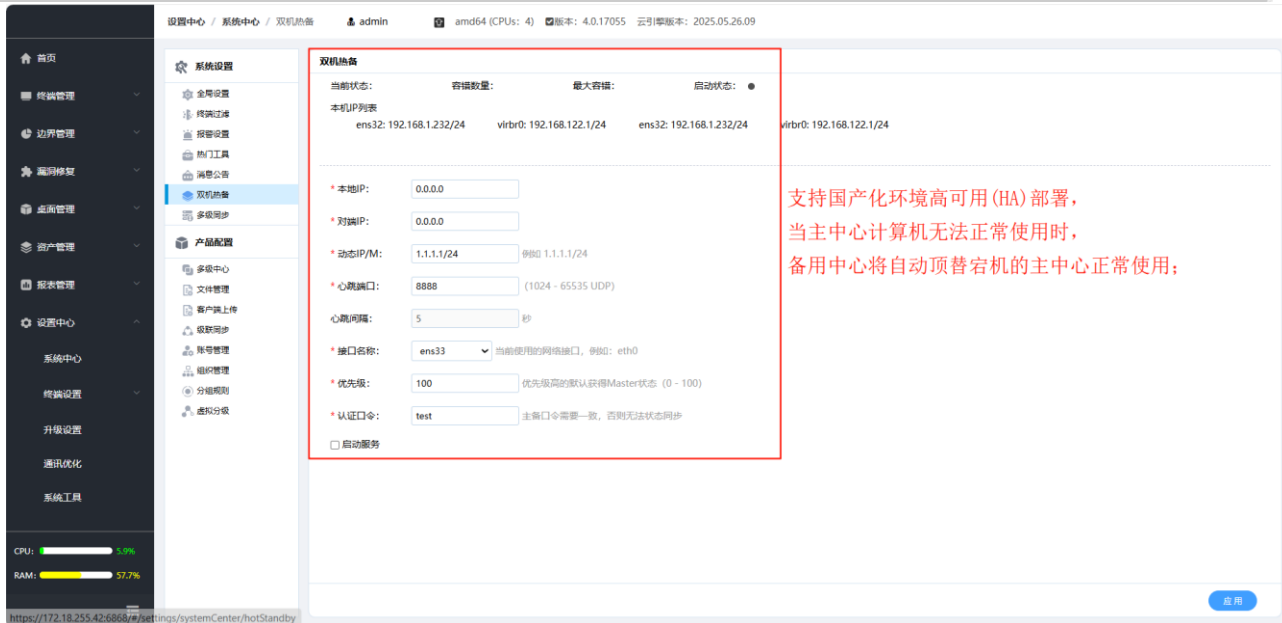 设置中心 / 系统中心 / 双机热备 admin amd64 (CPUs: 4) 版本: 4.0.17055 云引擎版本: 2025.05.26.09
首页
终端管理
边界管理
漏洞修复
桌面管理
资产管理
报表管理
设置中心
系统中心
终端设置
升级设置
通讯优化
系统工具
CPU: 5.9%
RAM: 57.7%
https://172.18.255.42:6868/#/settings/systemCenter/hotStandby
系统设置
全局设置
终端过滤
报警设置
热门工具
消息公告
双机热备
多级同步
产品配置
多级中心
文件管理
客户端上传
级联同步
账号管理
组织管理
分组规则
虚拟分级
双机热备
当前状态: 容错数量: 最大容错: 启动状态:
本机IP列表
ens32: 192.168.1.232/24 virbr0: 192.168.122.1/24 ens32: 192.168.1.232/24 virbr0: 192.168.122.1/24
* 本地IP: 0.0.0.0
* 对端IP: 0.0.0.0
* 动态IP/M: 1.1.1.1/24 例如 1.1.1.1/24
* 心跳端口: 8888 (1024 - 65535 UDP)
心跳间隔: 5 秒
* 接口名称: ens33 当前使用的网络接口，例如: eth0
* 优先级: 100 优先级高的默认获得Master状态 (0 - 100)
* 认证口令: test 主备口令需要一致，否则无法状态同步
启动服务
支持国产化环境高可用(HA)部署，
当主中心计算机无法正常使用时，
备用中心将自动顶替宕机的主中心正常使用；
应用